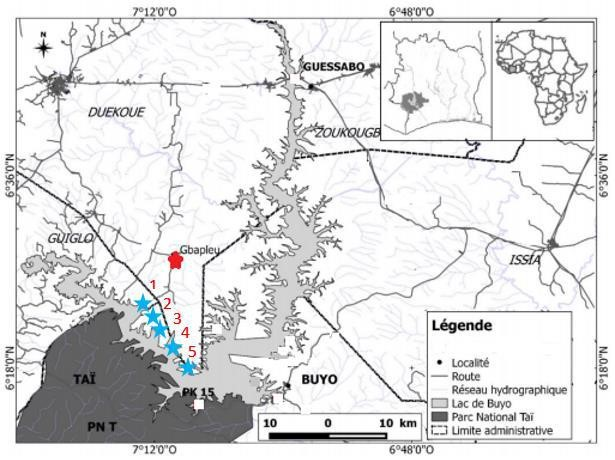 7°12'0"O 6°48'0"O
N
GUESSABO
DUEKOUE
ZOUKOUGB
6°36'0"N 6°36'0"N
GUIGLO
Gbapleu
ISSIA
1
2
3
4
5
6°18'0"N 6°18'0"N
TAÏ
PK 15
BUYO
PN T
Légende
Localité
Route
Réseau hydrographique
Lac de Buyo
Parc National Taï
Limite administrative
10 0 10 km
7°12'0"O 6°48'0"O